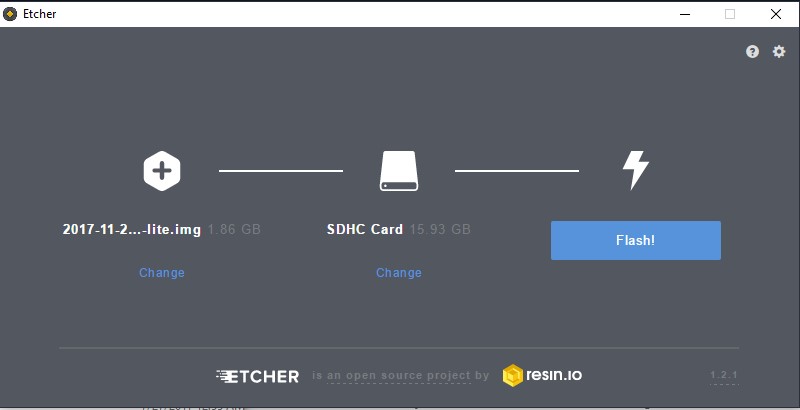 Etcher
2017-11-2...-lite.img 1.86 GB
SDHC Card 15.93 GB
Flash!
Change
Change
ETCHER is an open source project by resin.io
1.2.1